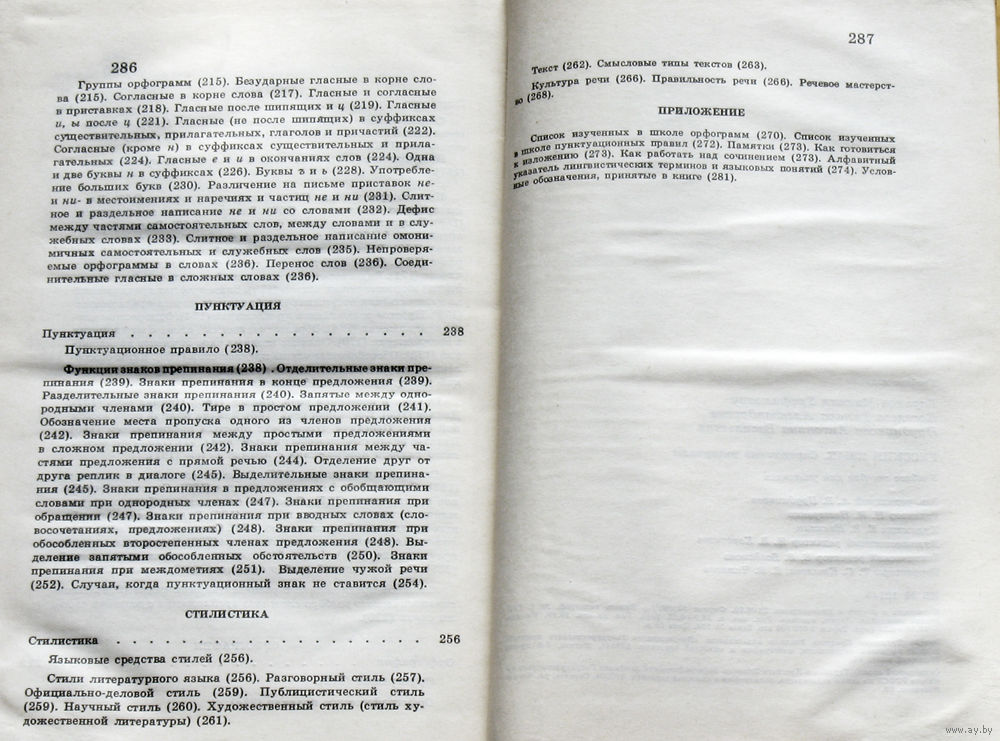 286
Группы орфограмм (215). Безударные гласные в корне сло-
ва (215). Согласные в корне слова (217). Гласные и согласные
в приставках (218). Гласные после шипящих и ц (219). Гласные
и, ы после ц (221). Гласные (не после шипящих) в суффиксах
существительных, прилагательных, глаголов и причастий (222).
Согласные (кроме н) в суффиксах существительных и прила-
гательных (224). Гласные е и и в окончаниях слов (224). Одна
и две буквы н в суффиксах (226). Буквы ъ и ь (228). Употребле-
ние больших букв (230). Различение на письме приставок не-
и ни- в местоимениях и наречиях и частиц не и ни (231). Слит-
ное и раздельное написание не и ни со словами (232). Дефис
между частями самостоятельных слов, между словами и в слу-
жебных словах (233). Слитное и раздельное написание омони-
мичных самостоятельных и служебных слов (235). Непроверя-
емые орфограммы в словах (236). Перенос слов (236). Соеди-
нительные гласные в сложных словах (236).
ПУНКТУАЦИЯ
Пунктуация . . . . . . . . . . . . . . . . . . . 238
Пунктуационное правило (238).
Функции знаков препинания (238) . Отделительные знаки пре-
пинания (239). Знаки препинания в конце предложения (239).
Разделительные знаки препинания (240). Запятые между одно-
родными членами (240). Тире в простом предложении (241).
Обозначение места пропуска одного из членов предложения
(242). Знаки препинания между простыми предложениями
в сложном предложении (242). Знаки препинания между ча-
стями предложения с прямой речью (244). Отделение друг от
друга реплик в диалоге (245). Выделительные знаки препина-
ния (245). Знаки препинания в предложениях с обобщающими
словами при однородных членах (247). Знаки препинания при
обращении (247). Знаки препинания при вводных словах (сло-
восочетаниях, предложениях) (248). Знаки препинания при
обособленных второстепенных членах предложения (248). Вы-
деление запятыми обособленных обстоятельств (250). Знаки
препинания при междометиях (251). Выделение чужой речи
(252). Случаи, когда пунктуационный знак не ставится (254).
СТИЛИСТИКА
Стилистика . . . . . . . . . . . . . . . . . . . 256
Языковые средства стилей (256).
Стили литературного языка (256). Разговорный стиль (257).
Официально-деловой стиль (259). Публицистический стиль
(259). Научный стиль (260). Художественный стиль (стиль ху-
дожественной литературы) (261).
287
Текст (262). Смысловые типы текстов (263).
Культура речи (266). Правильность речи (266). Речевое мастерст-
во (268).
ПРИЛОЖЕНИЕ
Список изученных в школе орфограмм (270). Список изученных
в школе пунктуационных правил (272). Памятки (273). Как готовиться
к изложению (273). Как работать над сочинением (273). Алфавитный
указатель лингвистических терминов и языковых понятий (274). Услов-
ные обозначения, принятые в книге (281).
www.ay.by